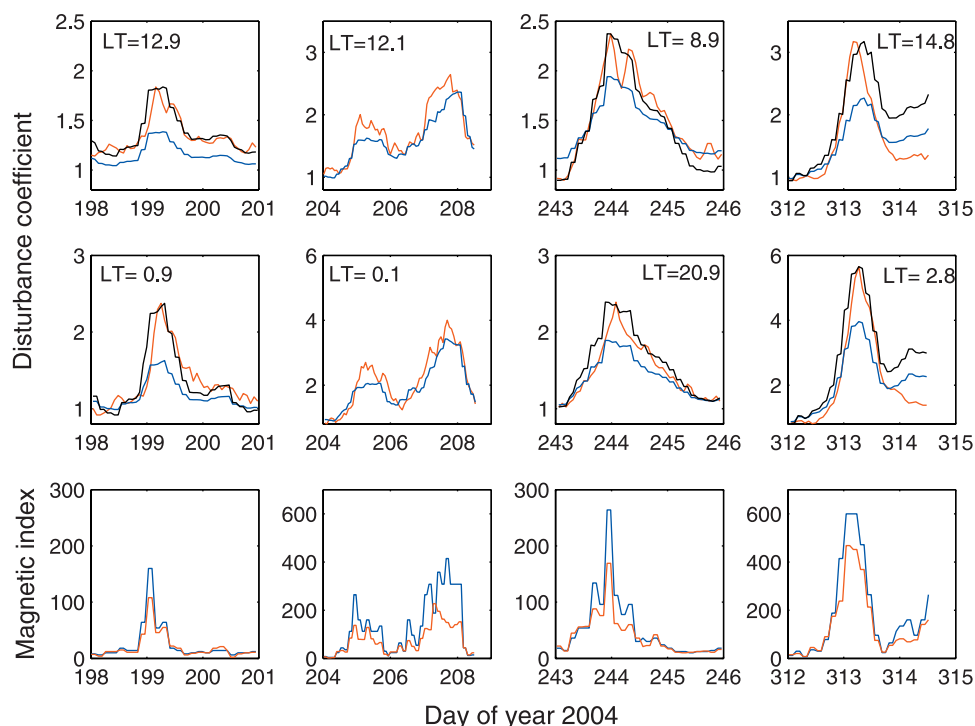 2.5
2
1.5
1
LT=12.9
198 199 200 201
3
2
1
LT=12.1
204 206 208
2.5
2
1.5
1
LT= 8.9
243 244 245 246
3
2
1
LT=14.8
312 313 314 315
Disturbance coefficient
3
2
1
LT= 0.9
198 199 200 201
6
4
2
LT= 0.1
204 206 208
3
2
1
LT=20.9
243 244 245 246
6
4
2
LT= 2.8
312 313 314 315
Magnetic index
300
200
100
0
198 199 200 201
600
400
200
0
204 206 208
300
200
100
0
243 244 245 246
600
400
200
0
312 313 314 315
Day of year 2004